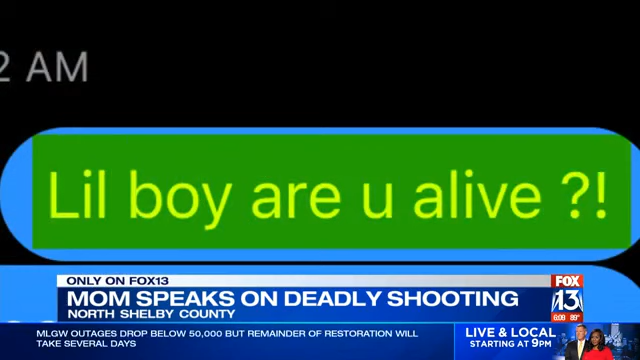 2 AM
Lil boy are u alive ?!
ONLY ON FOX13
MOM SPEAKS ON DEADLY SHOOTING
NORTH SHELBY COUNTY
FOX
13
6:08 89°
MLGW OUTAGES DROP BELOW 50,000 BUT REMAINDER OF RESTORATION WILL
TAKE SEVERAL DAYS
LIVE & LOCAL
STARTING AT 9PM